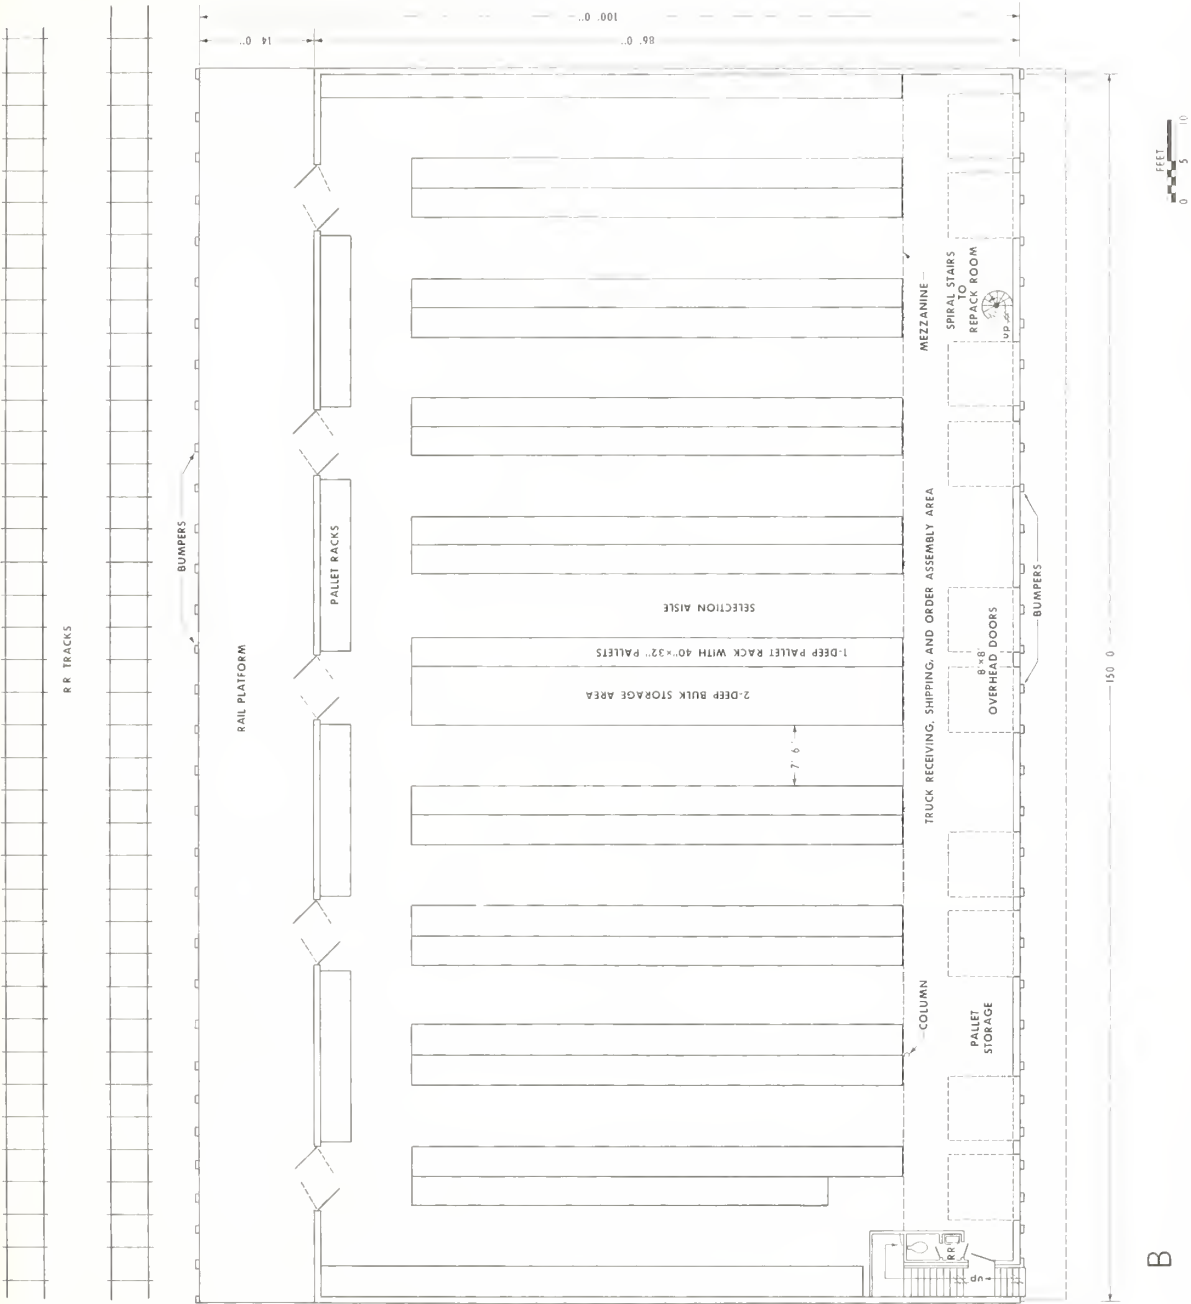 100' 0"
14' 0"
86' 0"
FEET
0 5 10
BUMPERS
RR TRACKS
RAIL PLATFORM
PALLET RACKS
SELECTION AISLE
1-DEEP PALLET RACK WITH 40"×32" PALLETS
2-DEEP BULK STORAGE AREA
7' 6"
MEZZANINE
SPIRAL STAIRS
TO
REPACK ROOM
up
TRUCK RECEIVING, SHIPPING, AND ORDER ASSEMBLY AREA
8'×8'
OVERHEAD DOORS
BUMPERS
150' 0"
COLUMN
PALLET
STORAGE
RR
up
B